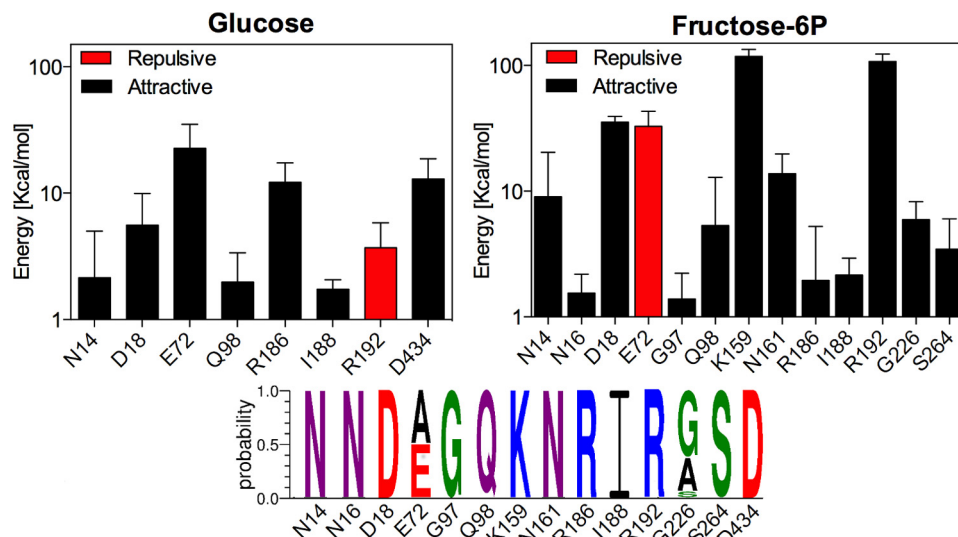 Glucose
Repulsive
Attractive
Energy [Kcal/mol]
100
10
1
N14 D18 E72 Q98 R186 I188 R192 D434
Fructose-6P
Repulsive
Attractive
Energy [Kcal/mol]
100
10
1
N14 N16 D18 E72 G97 Q98 K159 N161 R186 I188 R192 G226 S264
probability
1.0
0.5
0.0
N N D A E G Q K N R I R G A S S D
N14 N16 D18 E72 G97 Q98 K159 N161 R186 I188 R192 G226 S264 D434